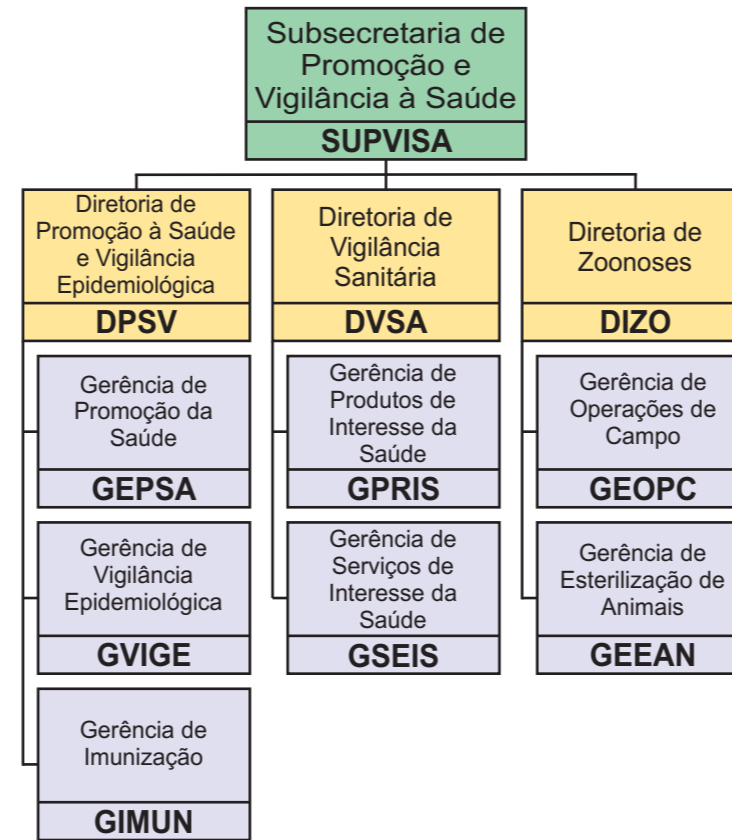 Subsecretaria de
Promoção e
Vigilância à Saúde
SUPVISA
Diretoria de
Promoção à Saúde
e Vigilância
Epidemiológica
DPSV
Diretoria de
Vigilância
Sanitária
DVSA
Diretoria de
Zoonoses
DIZO
Gerência de
Promoção da
Saúde
GEPSA
Gerência de
Produtos de
Interesse da
Saúde
GPRIS
Gerência de
Operações de
Campo
GEOPC
Gerência de
Vigilância
Epidemiológica
GVIGE
Gerência de
Serviços de
Interesse da
Saúde
GSEIS
Gerência de
Esterilização de
Animais
GEEAN
Gerência de
Imunização
GIMUN